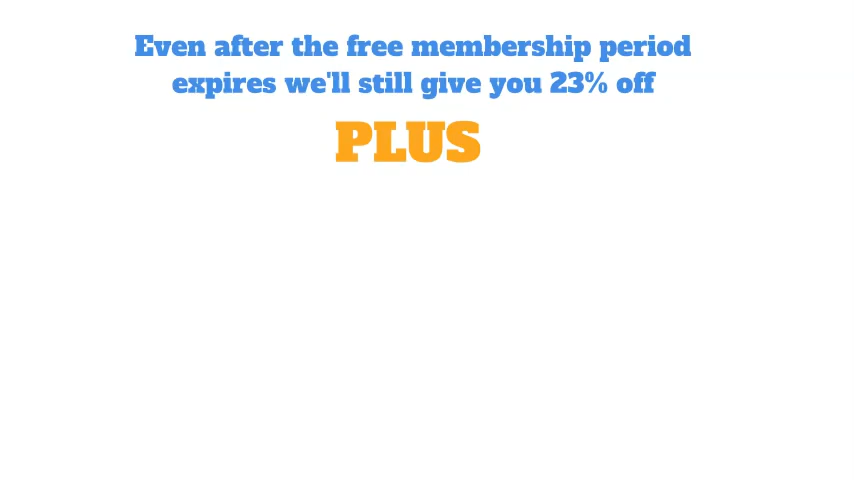 Even after the free membership period
expires we'll still give you 23% off
PLUS